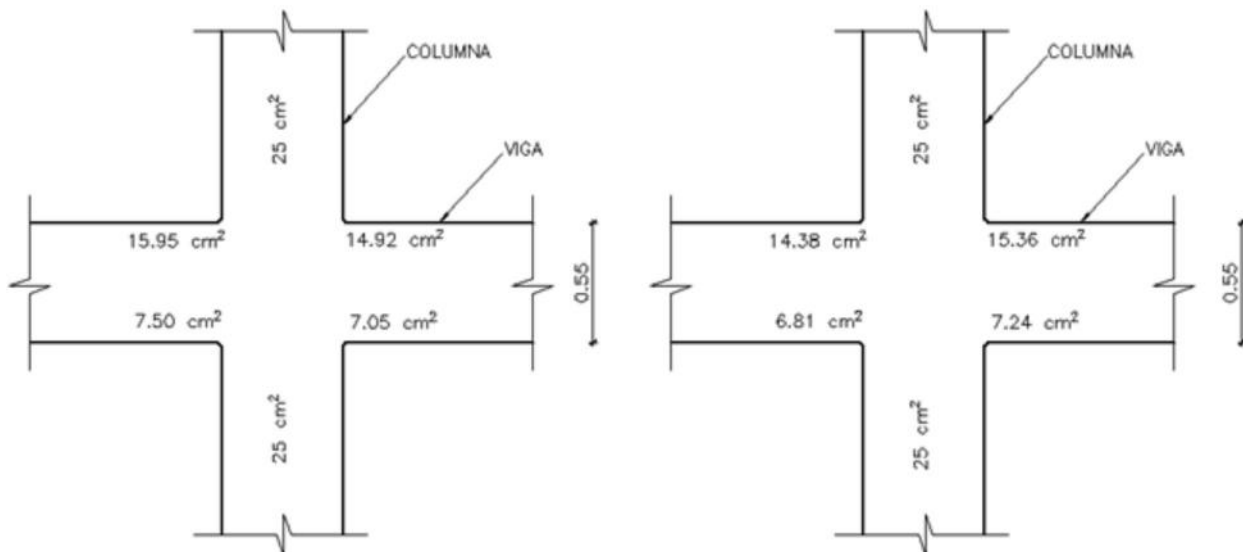 COLUMNA
25 cm²
VIGA
15.95 cm²
14.92 cm²
0.55
7.50 cm²
7.05 cm²
25 cm²
COLUMNA
25 cm²
VIGA
14.38 cm²
15.36 cm²
0.55
6.81 cm²
7.24 cm²
25 cm²